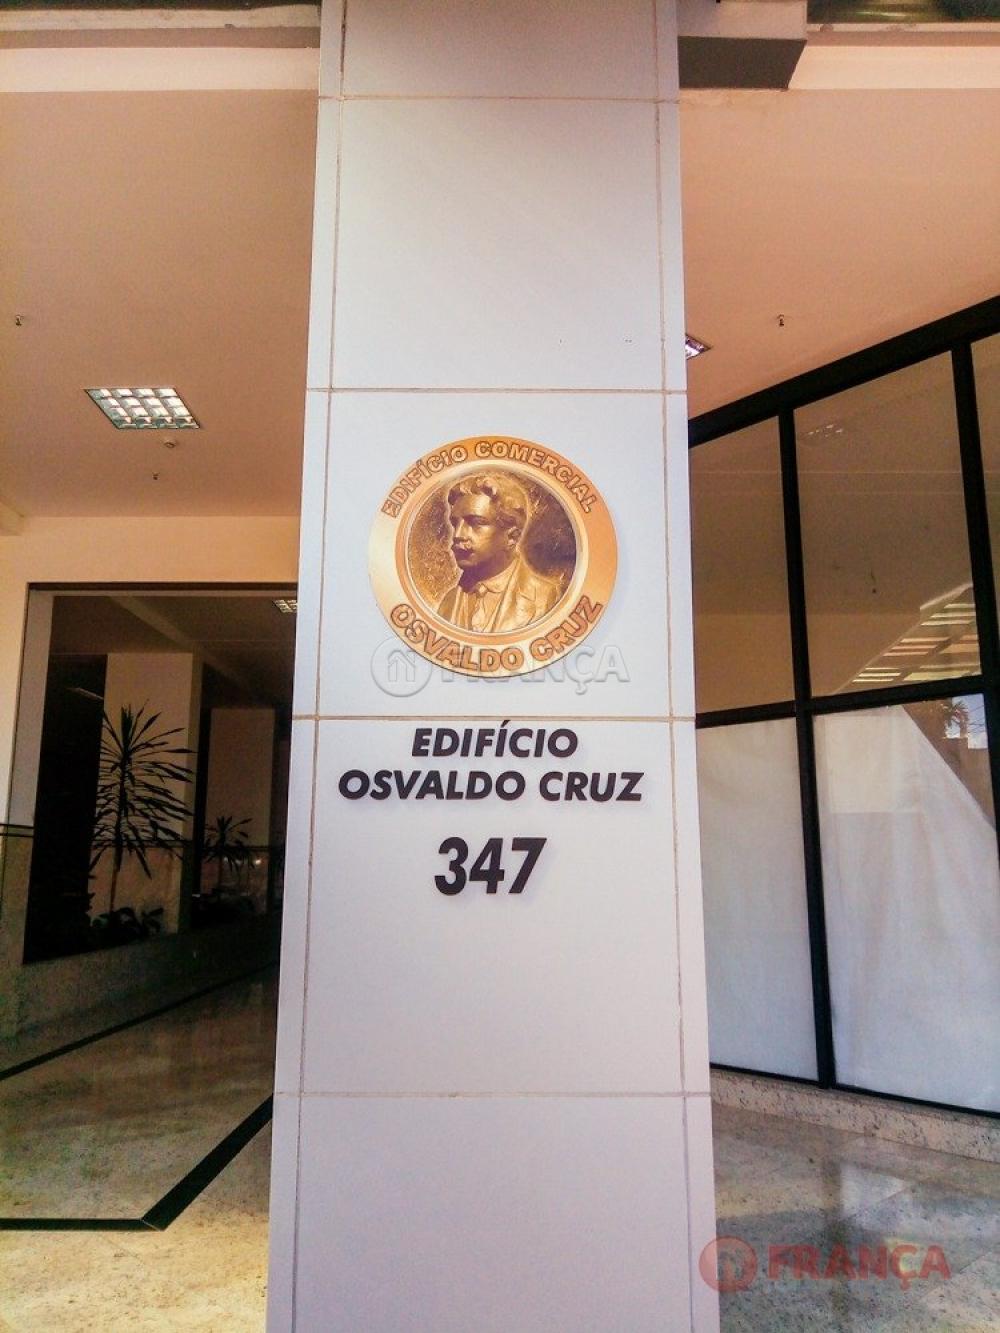 EDIFÍCIO COMERCIAL
OSVALDO CRUZ
FRANÇA
EDIFÍCIO
OSVALDO CRUZ
347
FRANÇA